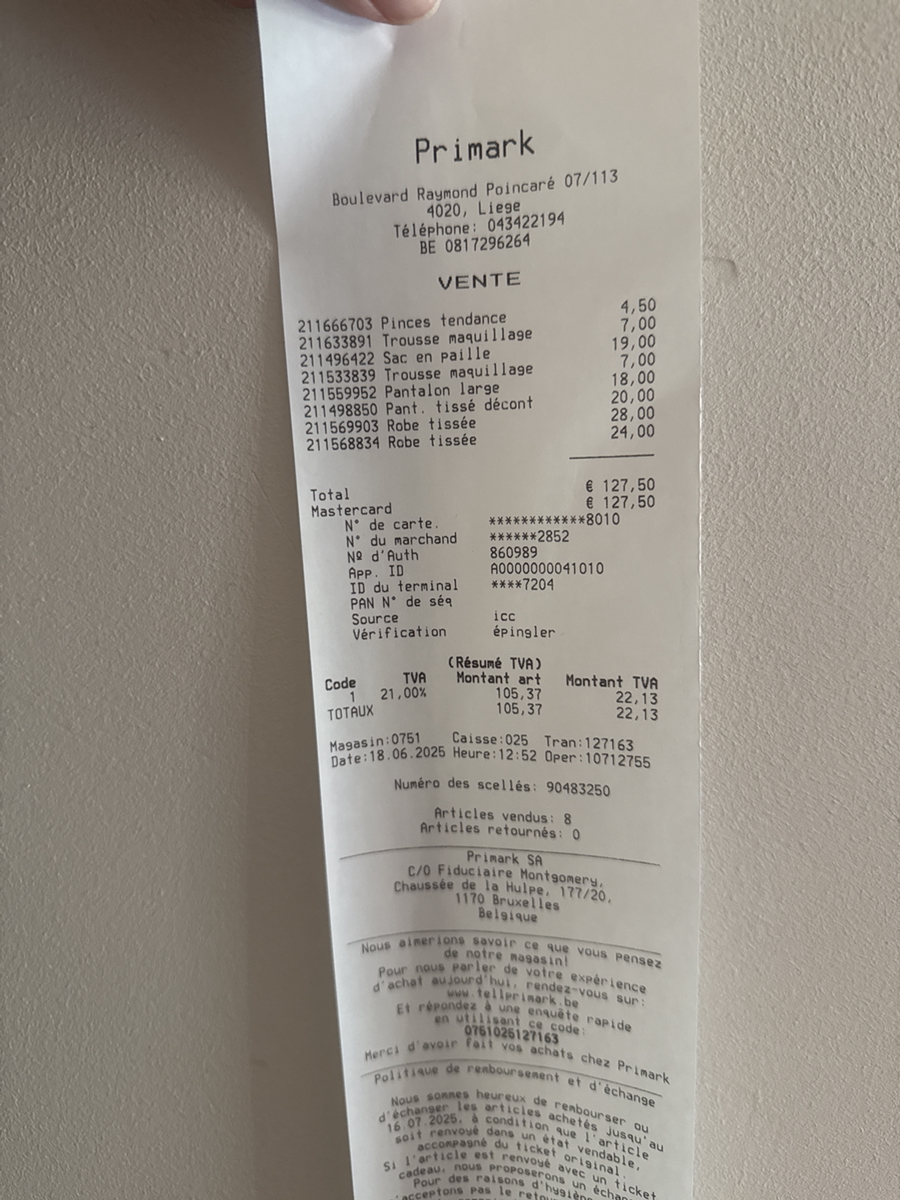 Primark
Boulevard Raymond Poincaré 07/113
4020, Liege
Téléphone: 043422194
BE 0817296264
VENTE
211666703 Pinces tendance 4,50
211633891 Trousse maquillage 7,00
211496422 Sac en paille 19,00
211533839 Trousse maquillage 7,00
211559952 Pantalon large 18,00
211498850 Pant. tissé décont 20,00
211569903 Robe tissée 28,00
211568834 Robe tissée 24,00
Total € 127,50
Mastercard € 127,50
N° de carte. ************8010
N° du marchand ******2852
Nº d'Auth 860989
App. ID A0000000041010
ID du terminal ****7204
PAN N° de séq
Source icc
Vérification épingler
(Résumé TVA)
Code TVA Montant art Montant TVA
1 21,00% 105,37 22,13
TOTAUX 105,37 22,13
Magasin:0751 Caisse:025 Tran:127163
Date:18.06.2025 Heure:12:52 Oper:10712755
Numéro des scellés: 90483250
Articles vendus: 8
Articles retournés: 0
Primark SA
C/O Fiduciaire Montgomery,
Chaussée de la Hulpe, 177/20,
1170 Bruxelles
Belgique
Nous aimerions savoir ce que vous pensez
de notre magasin!
Pour nous parler de votre expérience
d'achat aujourd'hui, rendez-vous sur:
www.tellprimark.be
Et répondez à une enquête rapide
en utilisant ce code:
0751025127163
Merci d'avoir fait vos achats chez Primark
Politique de remboursement et d'échange
Nous sommes heureux de rembourser ou
d'échanger les articles achetés jusqu'au
16.07.2025, à condition que l'article
soit renvoyé dans un état vendable,
accompagné du ticket original.
Si l'article est renvoyé avec un ticket
cadeau, nous proposerons un échan
Pour des raisons d'hygiène
acceptons pas le retou